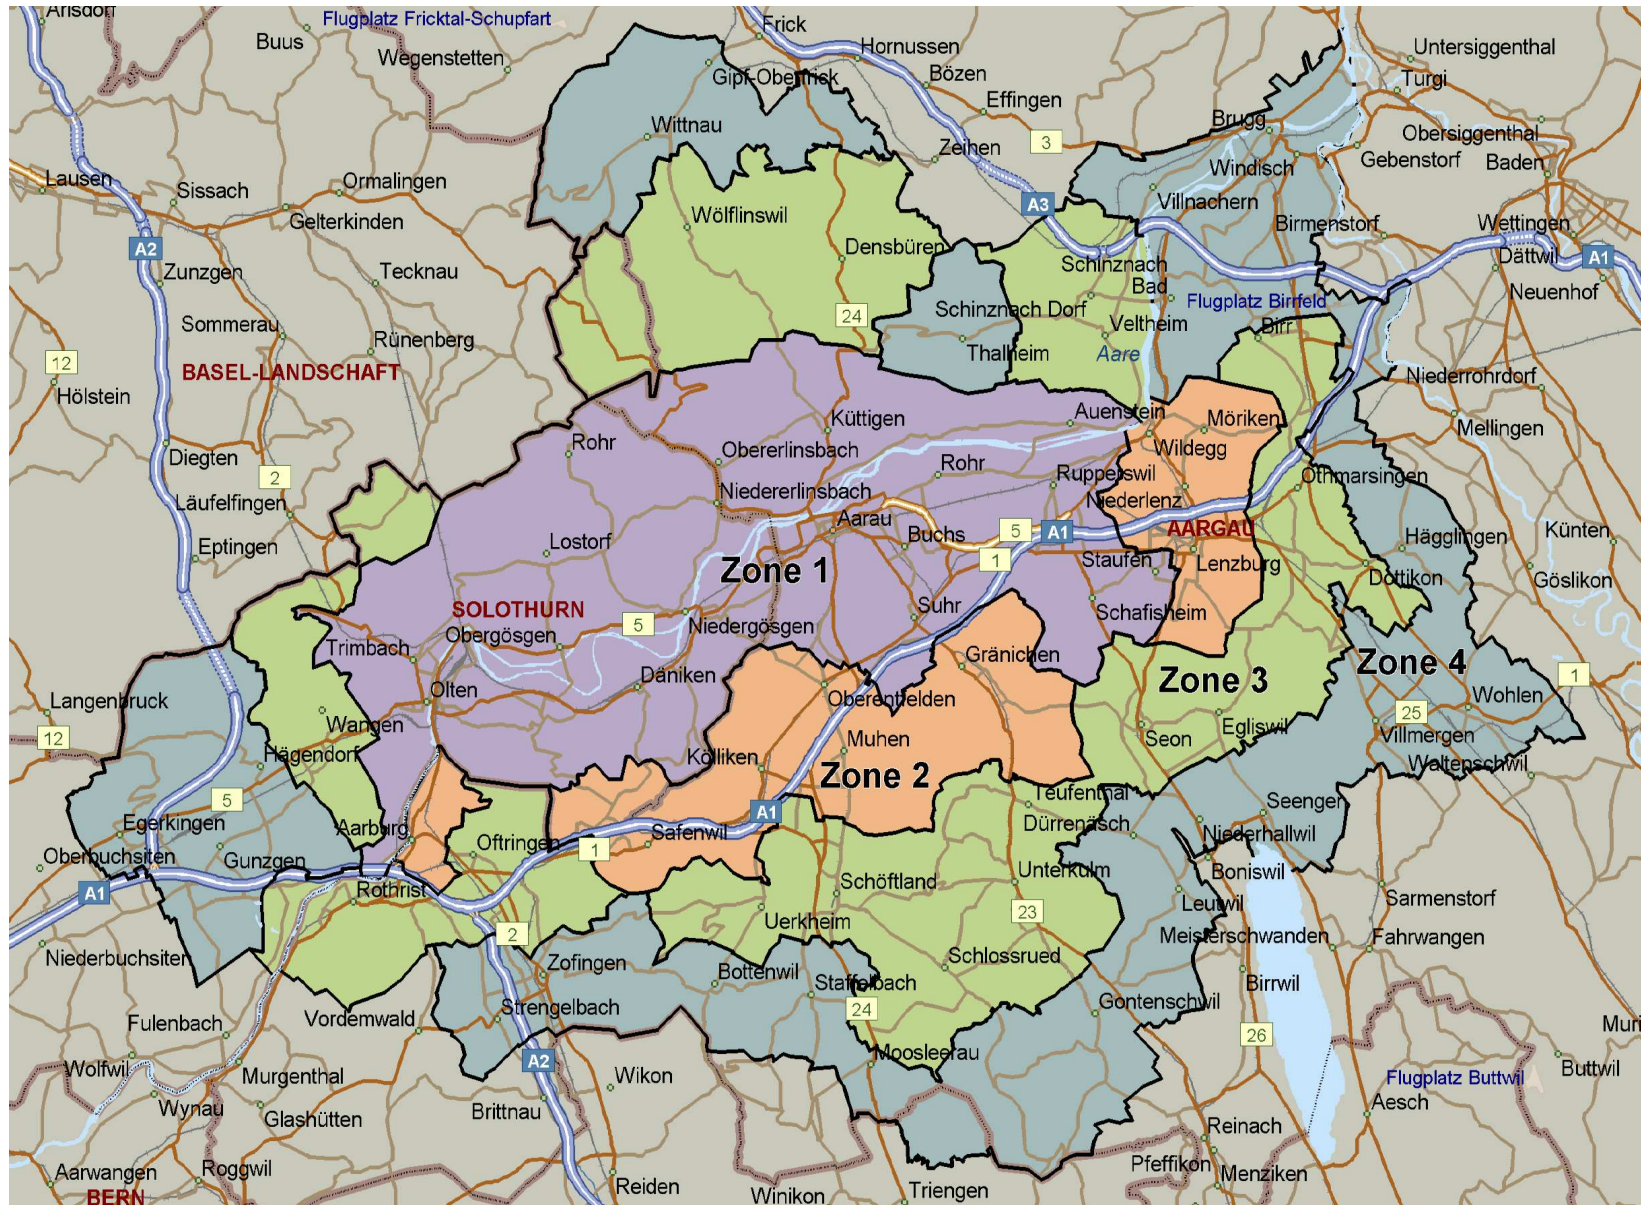 Arisdorf
Flugplatz Fricktal-Schupfart
Frick
Buus
Wegenstetten
Hornussen
Untersiggenthal
Gipf-Oberfrick
Bözen
Turgi
Effingen
Wittnau
Brugg
Obersiggenthal
3
Zeihen
Windisch
Gebenstorf
Baden
Lausen
Sissach
Ormalingen
Villnachern
A3
Gelterkinden
Wölflinswil
Birmenstorf
Wettingen
A2
Densbüren
Dättwil
A1
Zunzgen
Tecknau
Schinznach
Bad
Neuenhof
Flugplatz Birrfeld
Schinznach Dorf
24
Sommerau
Veltheim
Birr
Rünenberg
Thalheim
Aare
12
BASEL-LANDSCHAFT
Niederrohrdorf
Hölstein
Küttigen
Auenstein
Möriken
Mellingen
Rohr
Obererlinsbach
Wildegg
Diegten
2
Rohr
Rupperswil
Othmarsingen
Läufelfingen
Niedererlinsbach
Niederlenz
Aarau
AARGAU
Künten
Eptingen
Lostorf
Buchs
5
A1
Hägglingen
1
Zone 1
Staufen
Lenzburg
Dottikon
Göslikon
SOLOTHURN
Suhr
Schafisheim
5
Niedergösgen
Obergösgen
Trimbach
Gränichen
Zone 3
Zone 4
Däniken
1
Langenbruck
Olten
Oberentfelden
Wohlen
25
Wangen
Seon
Egliswil
Villmergen
12
Muhen
Hägendorf
Kölliken
Waltenschwil
Zone 2
5
Teufenthal
Seengen
A1
Egerkingen
Aarburg
Dürrenäsch
Niederhallwil
Oftringen
Safenwil
1
Oberbuchsiten
Gunzgen
Unterkulm
Boniswil
A1
Rothrist
Schöftland
Sarmenstorf
Leutwil
23
Uerkheim
2
Meisterschwanden
Fahrwangen
Niederbuchsiten
Schlossrued
Zofingen
Bottenwil
Staffelbach
Birrwil
Strengelbach
24
Gontenschwil
Fulenbach
Vordemwald
26
Moosleerau
Wolfwil
A2
Murgenthal
Wikon
Flugplatz Buttwil
Buttwil
Wynau
Glashütten
Brittnau
Aesch
Reinach
Aarwangen
Roggwil
Pfeffikon
Menziken
BERN
Reiden
Winikon
Triengen